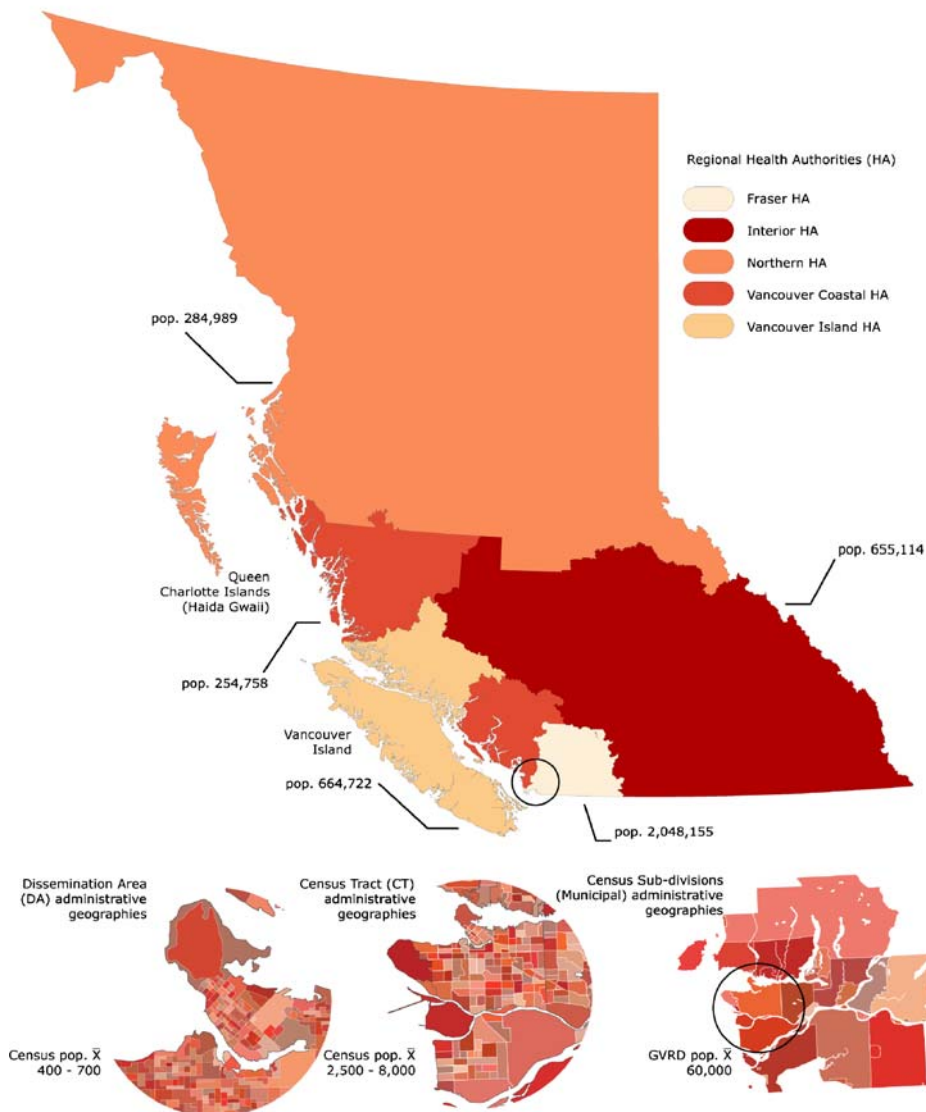 Regional Health Authorities (HA)
Fraser HA
Interior HA
Northern HA
Vancouver Coastal HA
Vancouver Island HA
pop. 284,989
pop. 655,114
Queen
Charlotte Islands
(Haida Gwaii)
pop. 254,758
Vancouver
Island
pop. 664,722
pop. 2,048,155
Dissemination Area
(DA) administrative
geographies
Census pop. X̅
400 - 700
Census Tract (CT)
administrative
geographies
Census pop. X̅
2,500 - 8,000
Census Sub-divisions
(Municipal) administrative
geographies
GVRD pop. X̅
60,000